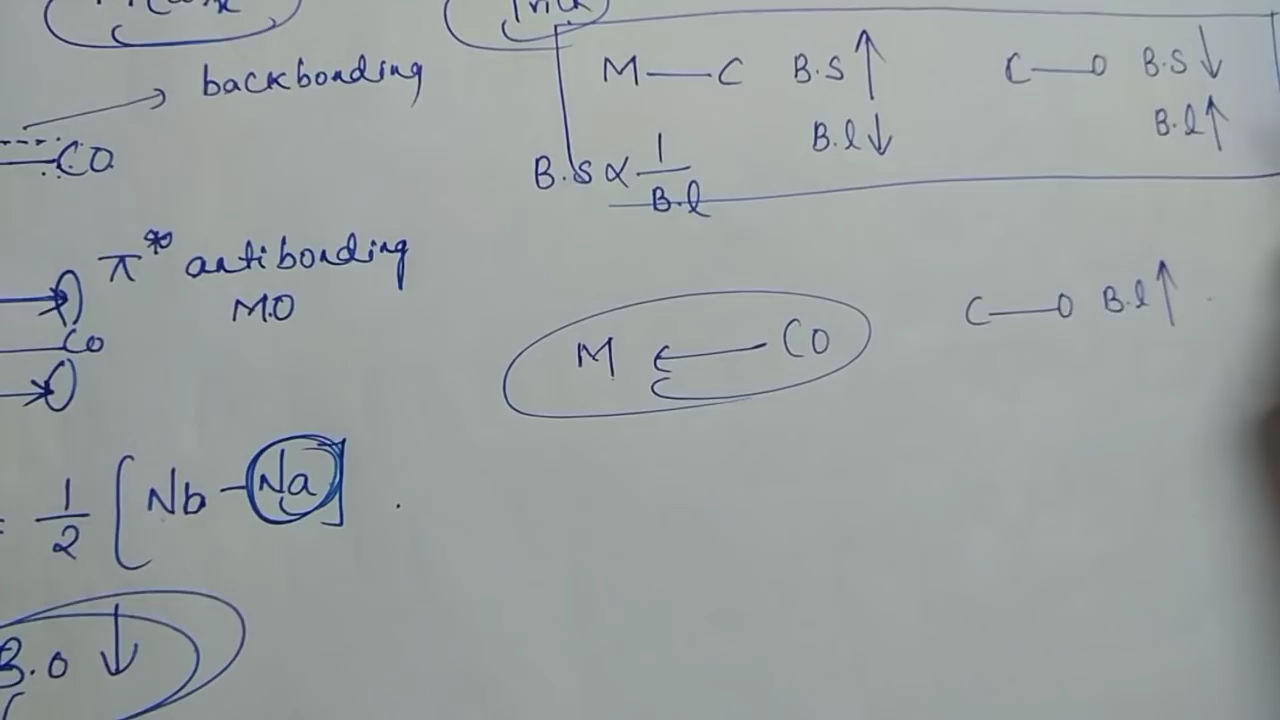 Trick
backbonding
CO
M—C B.S↑
B.l↓
C—O B.S↓
B.l↑
B.S ∝ 1/B.l
π* antibonding
M.O
CO
M ← CO
C—O B.l↑
= 1/2 [Nb - Na]
B.O ↓